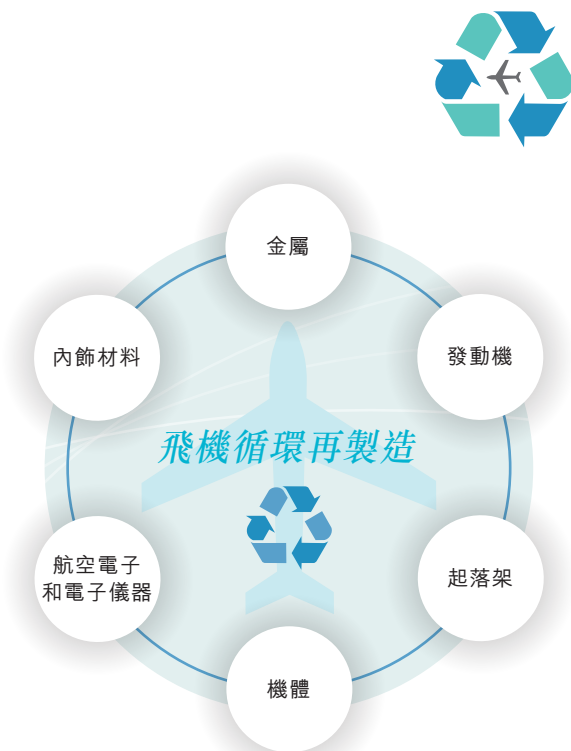 金屬
內飾材料
發動機
飛機循環再製造
航空電子
和電子儀器
起落架
機體